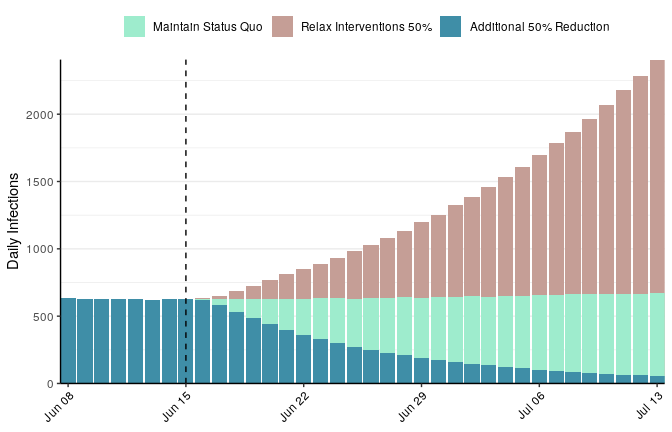 Maintain Status Quo Relax Interventions 50% Additional 50% Reduction
Daily Infections
2000
1500
1000
500
0
Jun 08 Jun 15 Jun 22 Jun 29 Jul 06 Jul 13